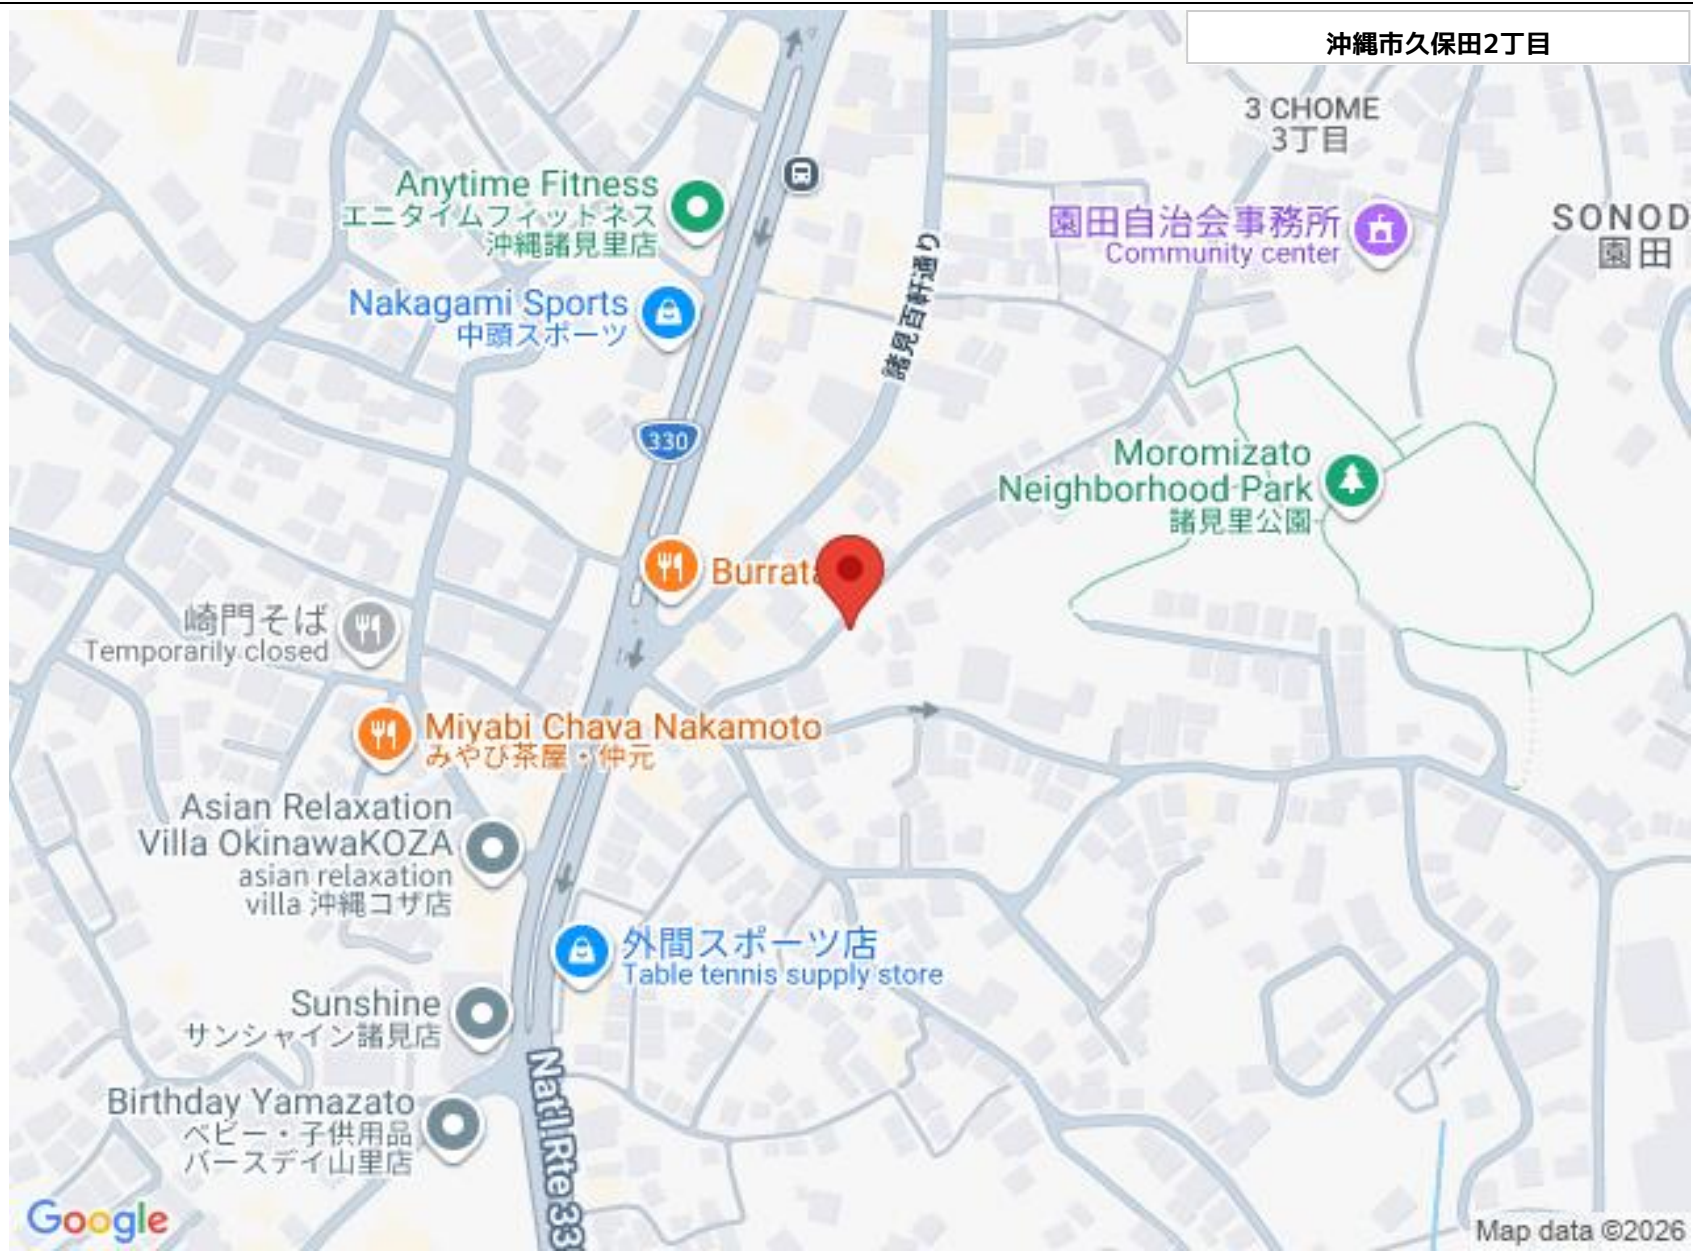 沖縄市久保田2丁目
3 CHOME
3丁目
Anytime Fitness
エニタイムフィットネス
沖縄諸見里店
園田自治会事務所
Community center
SONOD
園田
Nakagami Sports
中頭スポーツ
諸見百軒通り
330
Moromizato
Neighborhood Park
諸見里公園
Burrata
崎門そば
Temporarily closed
Miyabi Chava Nakamoto
みやび茶屋・仲元
Asian Relaxation
Villa OkinawaKOZA
asian relaxation
villa 沖縄コザ店
外間スポーツ店
Table tennis supply store
Sunshine
サンシャイン諸見店
Nat'l Rte 33
Birthday Yamazato
ベビー・子供用品
バースデイ山里店
Google
Map data ©2026